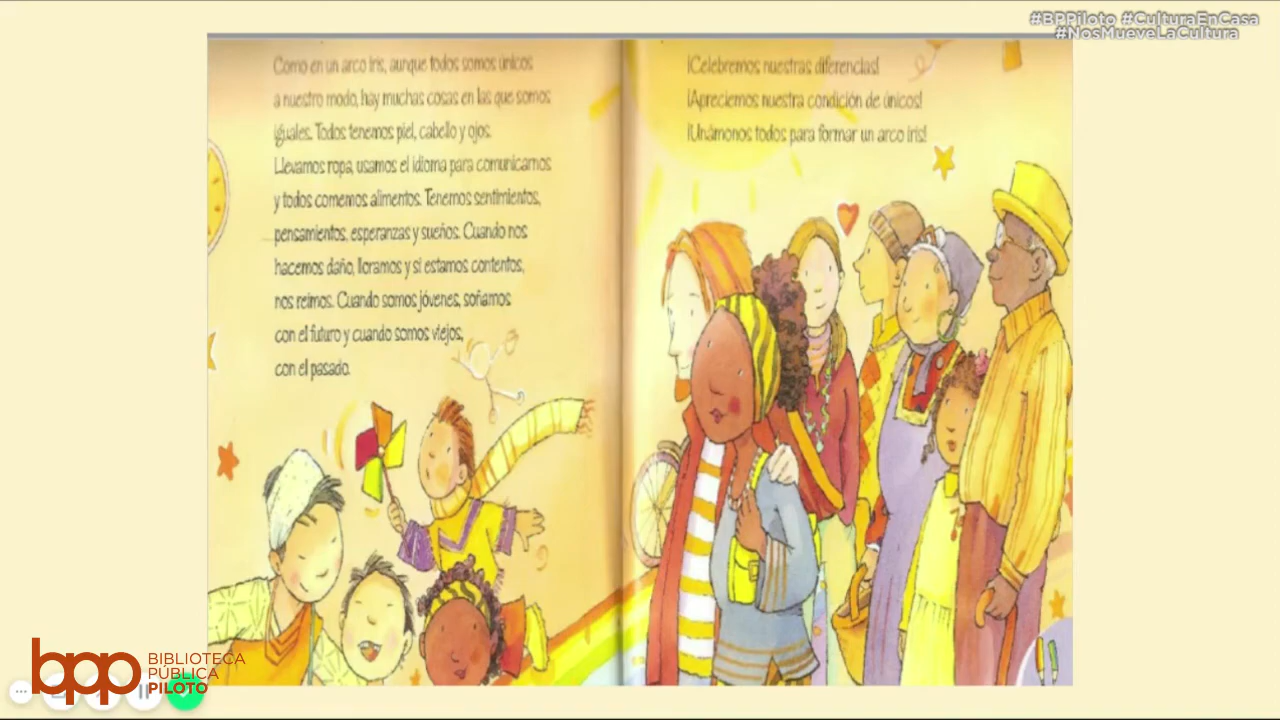 #BPPiloto #CulturaEnCasa
#NosMueveLaCultura
Como en un arco iris, aunque todos somos únicos
a nuestro modo, hay muchas cosas en las que somos
iguales. Todos tenemos piel, cabello y ojos.
Llevamos ropa, usamos el idioma para comunicarnos
y todos comemos alimentos. Tenemos sentimientos,
pensamientos, esperanzas y sueños. Cuando nos
hacemos daño, lloramos y si estamos contentos,
nos reímos. Cuando somos jóvenes, soñamos
con el futuro y cuando somos viejos,
con el pasado.
¡Celebremos nuestras diferencias!
¡Apreciemos nuestra condición de únicos!
¡Unámonos todos para formar un arco iris!
bpp
BIBLIOTECA
PÚBLICA
PILOTO